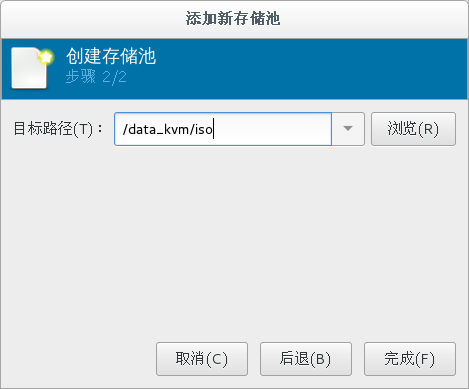 添加新存储池
创建存储池
步骤 2/2
目标路径(T)： /data_kvm/iso 浏览(R)
取消(C) 后退(B) 完成(F)